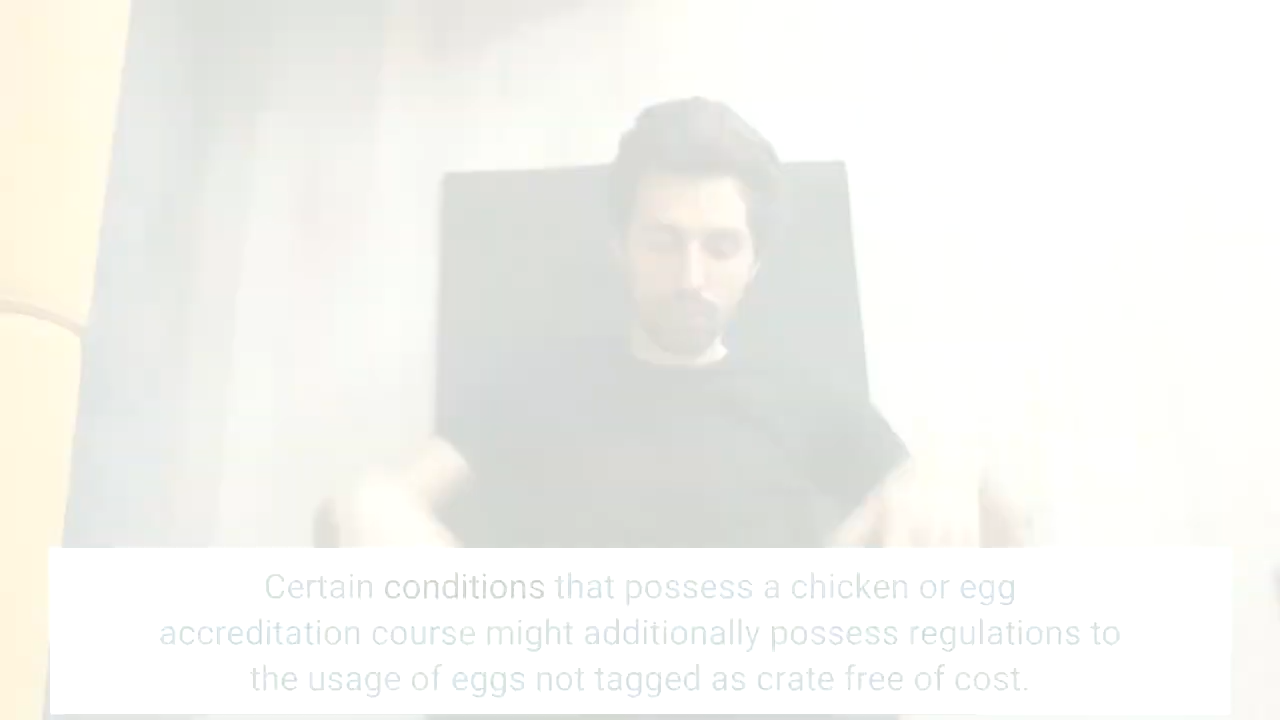 Certain conditions that possess a chicken or egg
accreditation course might additionally possess regulations to
the usage of eggs not tagged as crate free of cost.